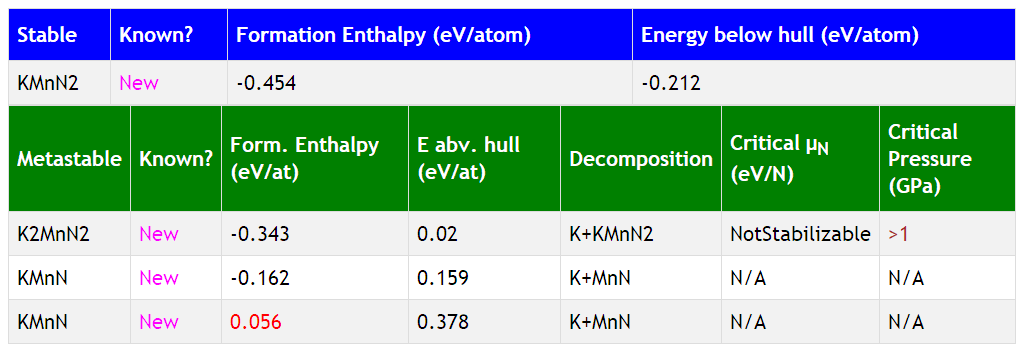 Stable Known? Formation Enthalpy (eV/atom) Energy below hull (eV/atom)
KMnN2 New -0.454 -0.212
Metastable Known? Form. Enthalpy (eV/at) E abv. hull (eV/at) Decomposition Critical μN (eV/N) Critical Pressure (GPa)
K2MnN2 New -0.343 0.02 K+KMnN2 NotStabilizable >1
KMnN New -0.162 0.159 K+MnN N/A N/A
KMnN New 0.056 0.378 K+MnN N/A N/A